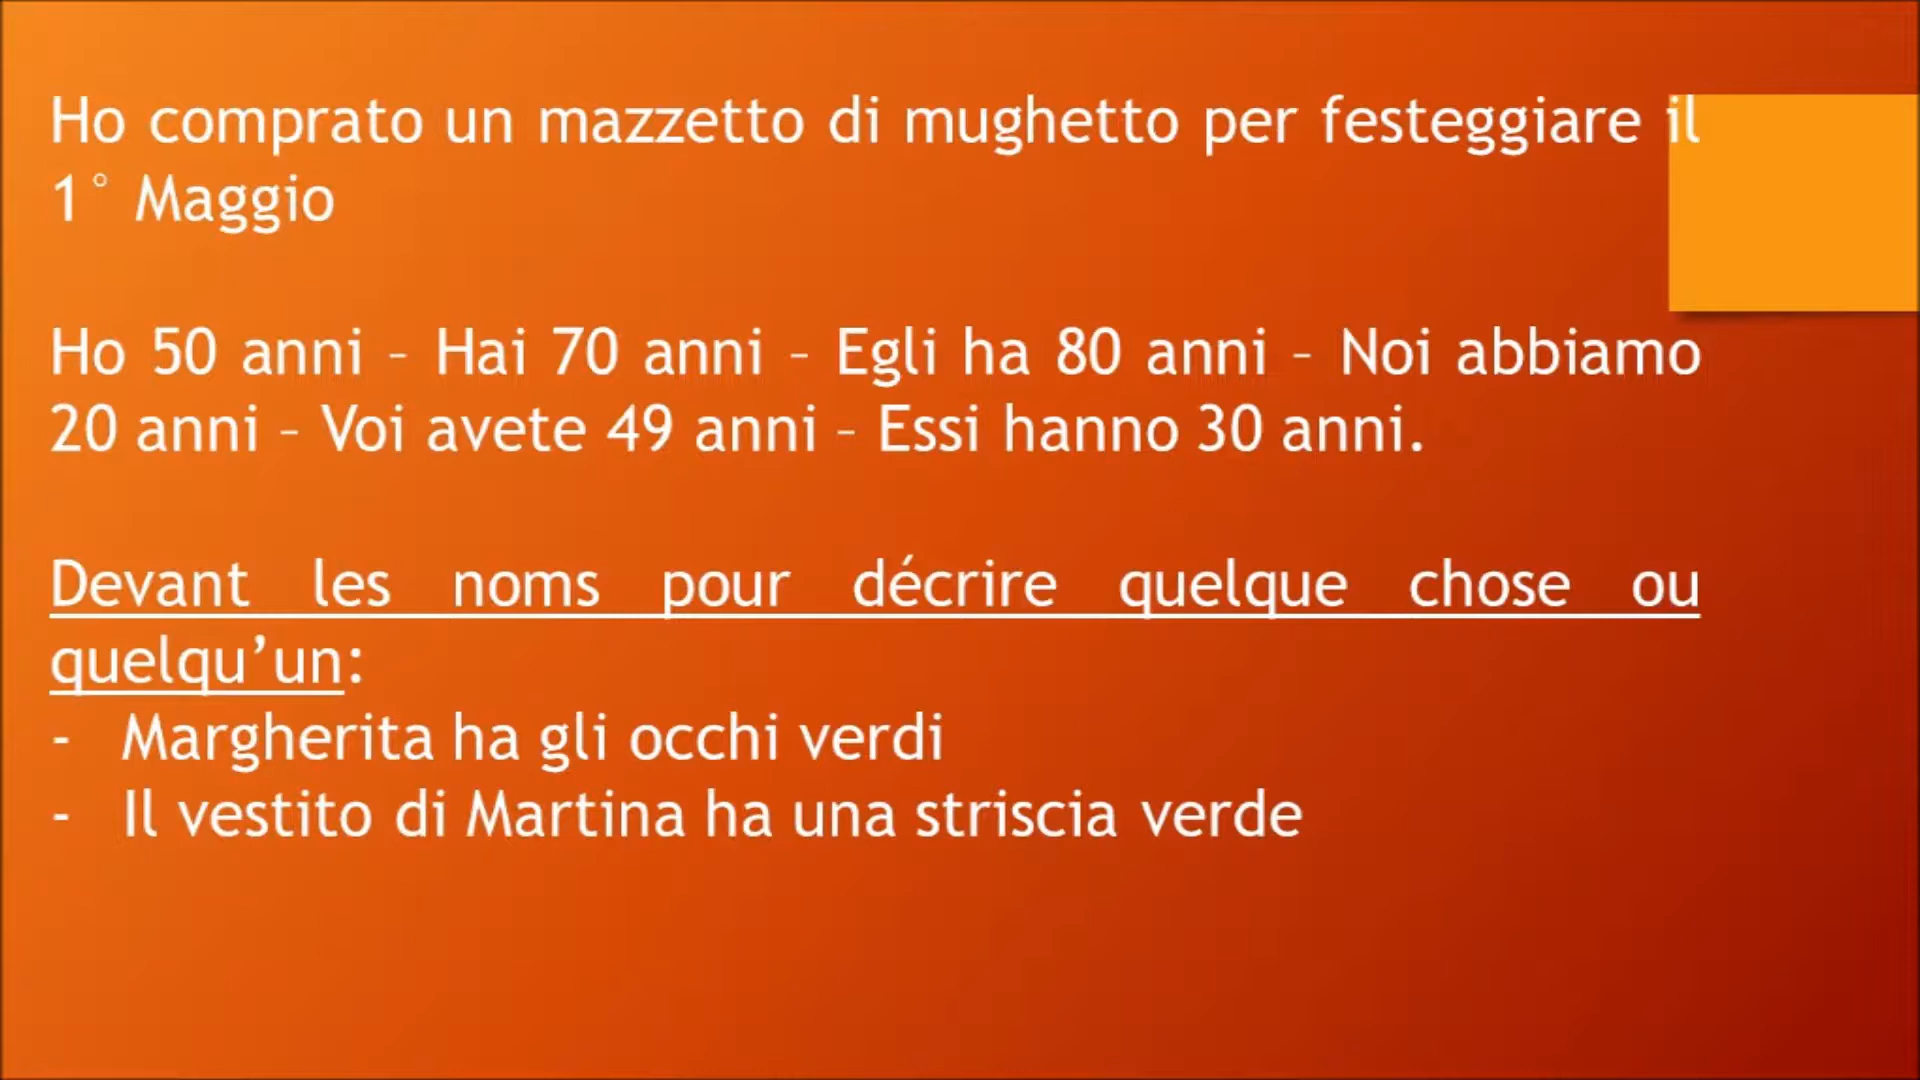 Ho comprato un mazzetto di mughetto per festeggiare il
1° Maggio
Ho 50 anni – Hai 70 anni – Egli ha 80 anni – Noi abbiamo
20 anni – Voi avete 49 anni – Essi hanno 30 anni.
Devant les noms pour décrire quelque chose ou
quelqu’un:
- Margherita ha gli occhi verdi
- Il vestito di Martina ha una striscia verde